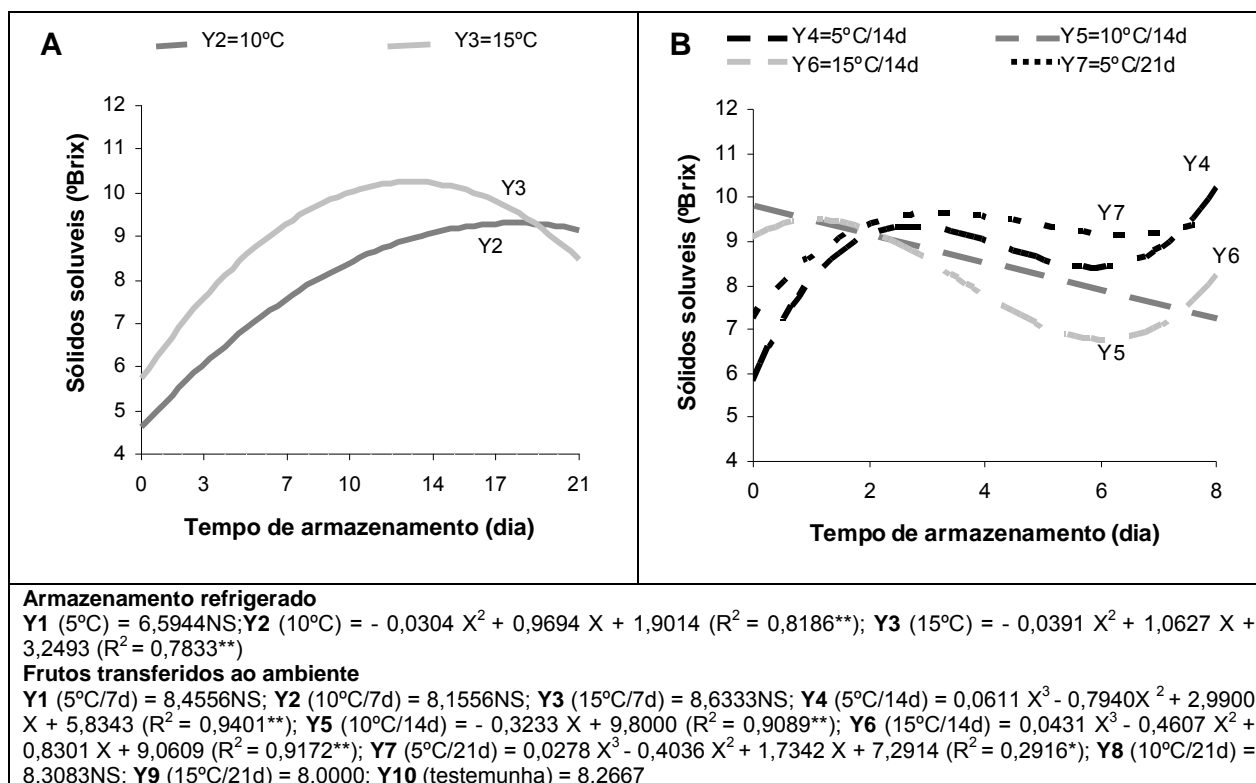 A
Y2=10ºC
Y3=15ºC
Sólidos soluveis (ºBrix)
12
11
10
9
8
7
6
5
4
Y3
Y2
0 3 7 10 14 17 21
Tempo de armazenamento (dia)
B
Y4=5ºC/14d
Y5=10ºC/14d
Y6=15ºC/14d
Y7=5ºC/21d
Sólidos soluveis (ºBrix)
12
11
10
9
8
7
6
5
4
Y4
Y7
Y6
Y5
0 2 4 6 8
Tempo de armazenamento (dia)
Armazenamento refrigerado
Y1 (5ºC) = 6,5944NS;Y2 (10ºC) = - 0,0304 X² + 0,9694 X + 1,9014 (R² = 0,8186**); Y3 (15ºC) = -0,0391 X² + 1,0627 X +
3,2493 (R² = 0,7833**)
Frutos transferidos ao ambiente
Y1 (5ºC/7d) = 8,4556NS; Y2 (10ºC/7d) = 8,1556NS; Y3 (15ºC/7d) = 8,6333NS; Y4 (5ºC/14d) = 0,0611 X³ - 0,7940X ² + 2,9900
X + 5,8343 (R² = 0,9401**); Y5 (10ºC/14d) = - 0,3233 X + 9,8000 (R² = 0,9089**); Y6 (15ºC/14d) = 0,0431 X³ - 0,4607 X² +
0,8301 X + 9,0609 (R² = 0,9172**); Y7 (5ºC/21d) = 0,0278 X³ - 0,4036 X² + 1,7342 X + 7,2914 (R² = 0,2916*); Y8 (10ºC/21d) =
8,3083NS; Y9 (15ºC/21d) = 8,0000; Y10 (testemunha) = 8,2667